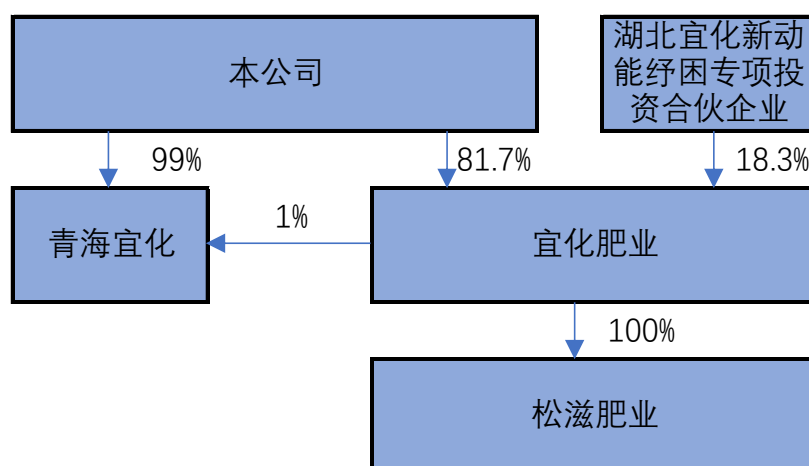 本公司
湖北宜化新动
能纾困专项投
资合伙企业
99%
81.7%
18.3%
青海宜化
1%
宜化肥业
100%
松滋肥业